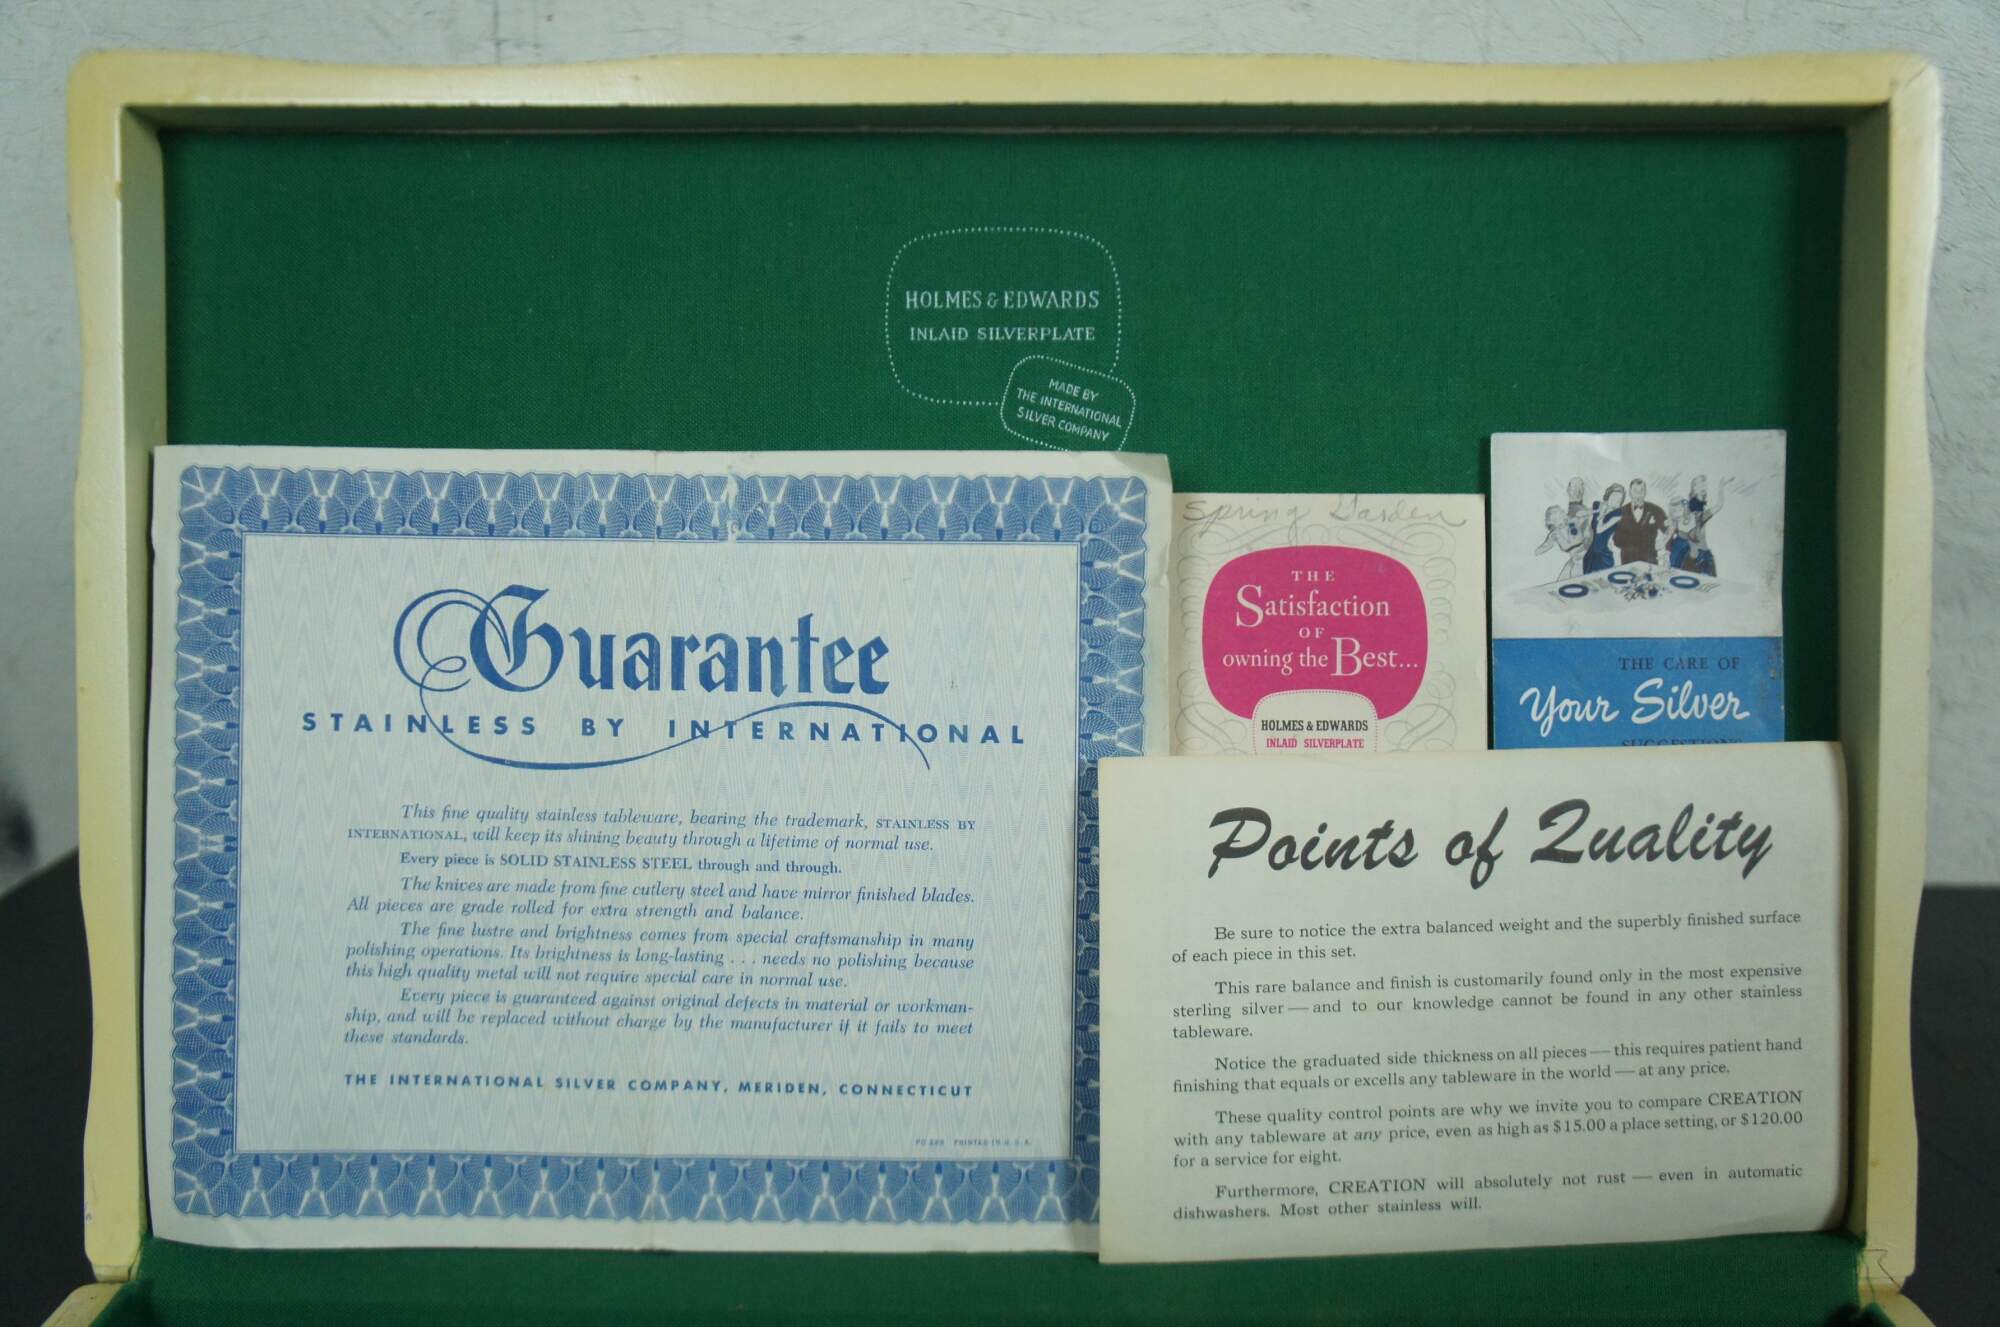 HOLMES & EDWARDS
INLAID SILVERPLATE
MADE BY
THE INTERNATIONAL
SILVER COMPANY
Guarantee
STAINLESS BY INTERNATIONAL
This fine quality stainless tableware, bearing the trademark, STAINLESS BY
INTERNATIONAL, will keep its shining beauty through a lifetime of normal use.
Every piece is SOLID STAINLESS STEEL through and through.
The knives are made from fine cutlery steel and have mirror finished blades.
All pieces are grade rolled for extra strength and balance.
The fine lustre and brightness comes from special craftsmanship in many
polishing operations. Its brightness is long-lasting . . . needs no polishing because
this high quality metal will not require special care in normal use.
Every piece is guaranteed against original defects in material or workman-
ship, and will be replaced without charge by the manufacturer if it fails to meet
these standards.
THE INTERNATIONAL SILVER COMPANY, MERIDEN, CONNECTICUT
PRINTED IN U.S.A.
Spring Garden
THE
Satisfaction
OF
owning the Best...
HOLMES & EDWARDS
INLAID SILVERPLATE
THE CARE OF
Your Silver
SUGGESTIONS
Points of Quality
Be sure to notice the extra balanced weight and the superbly finished surface
of each piece in this set.
This rare balance and finish is customarily found only in the most expensive
sterling silver — and to our knowledge cannot be found in any other stainless
tableware.
Notice the graduated side thickness on all pieces — this requires patient hand
finishing that equals or excells any tableware in the world — at any price.
These quality control points are why we invite you to compare CREATION
with any tableware at any price, even as high as $15.00 a place setting, or $120.00
for a service for eight.
Furthermore, CREATION will absolutely not rust — even in automatic
dishwashers. Most other stainless will.